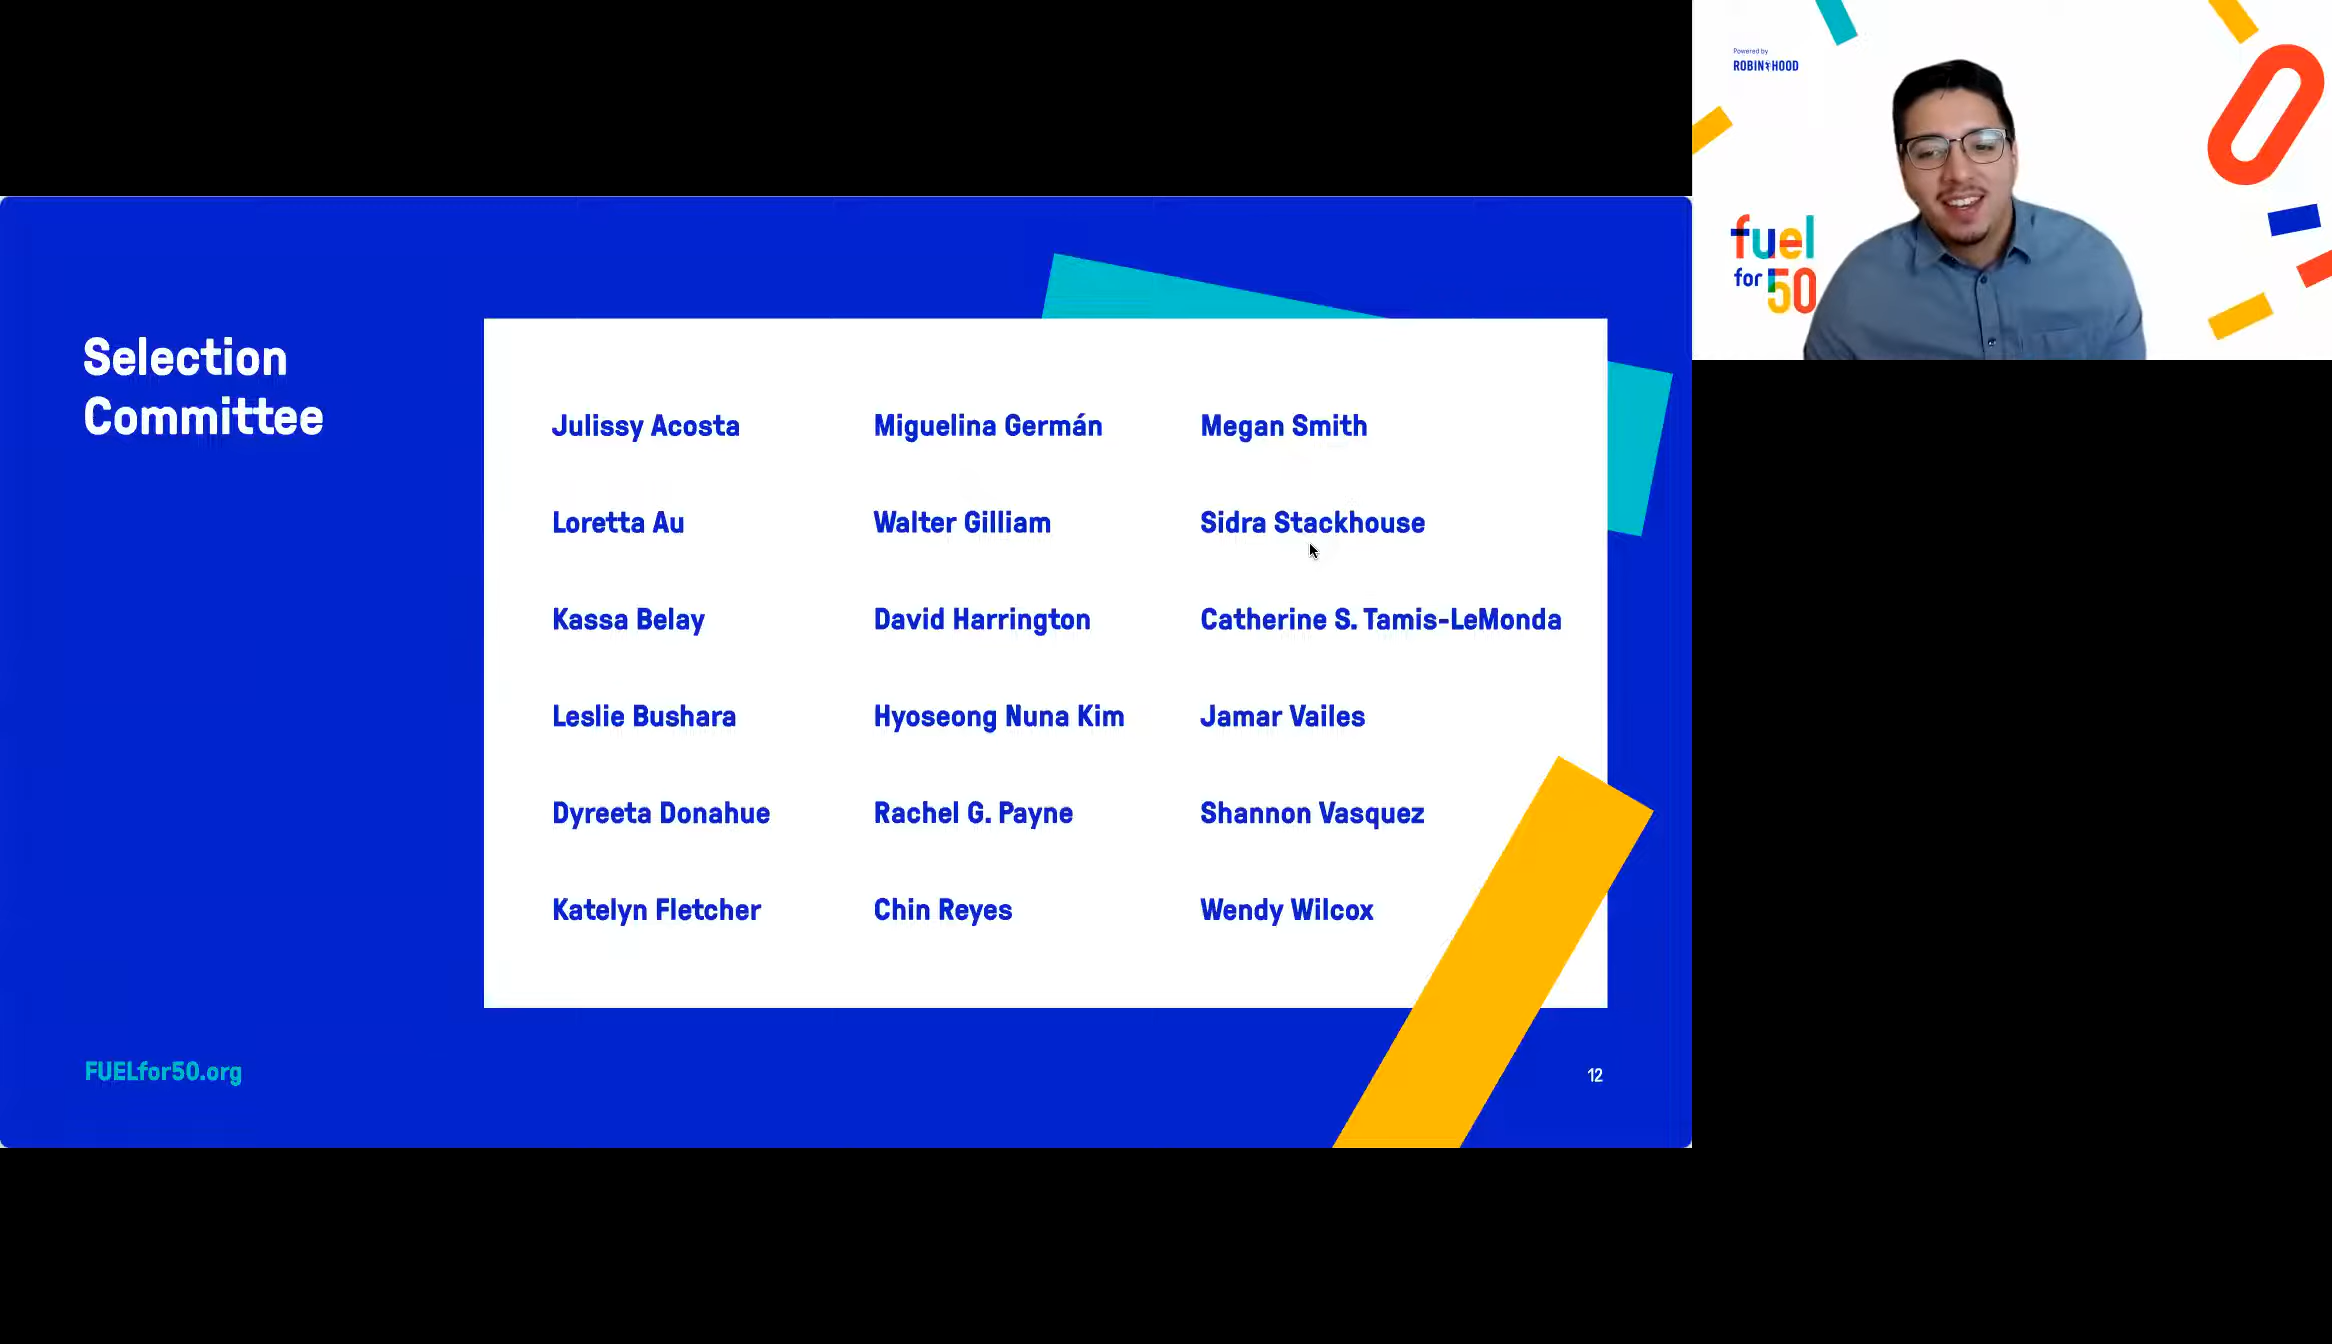 Selection
Committee
Julissy Acosta
Miguelina Germán
Megan Smith
Loretta Au
Walter Gilliam
Sidra Stackhouse
Kassa Belay
David Harrington
Catherine S. Tamis-LeMonda
Leslie Bushara
Hyoseong Nuna Kim
Jamar Vailes
Dyreeta Donahue
Rachel G. Payne
Shannon Vasquez
Katelyn Fletcher
Chin Reyes
Wendy Wilcox
FUELfor50.org
12
Powered by
ROBIN HOOD
fuel
for 50